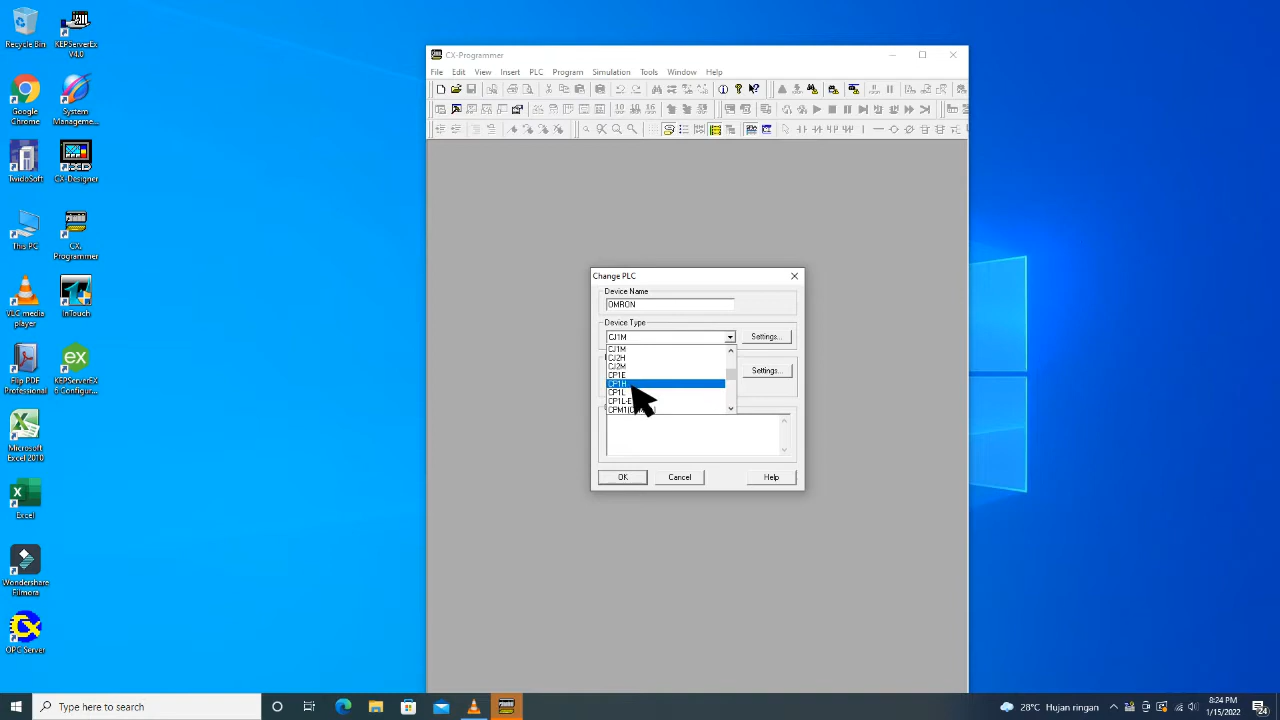 Recycle Bin
KEPServerEx
V4.0
Google
Chrome
System
Manageme...
TwidoSoft
CX-Designer
This PC
CX-
Programmer
VLC media
player
InTouch
Flip PDF
Professional
KEPServerEX
6 Configur...
Microsoft
Excel 2010
Excel
Wondershare
Filmora
OPC Server
CX-Programmer
File Edit View Insert PLC Program Simulation Tools Window Help
Change PLC
Device Name
OMRON
Device Type
CJ1M
Settings...
CJ1M
CJ2H
CJ2M
CP1E
CP1H
CP1L
CP1L-E
Settings...
OK
Cancel
Help
Type here to search
28°C Hujan ringan
8:24 PM
1/15/2022
24